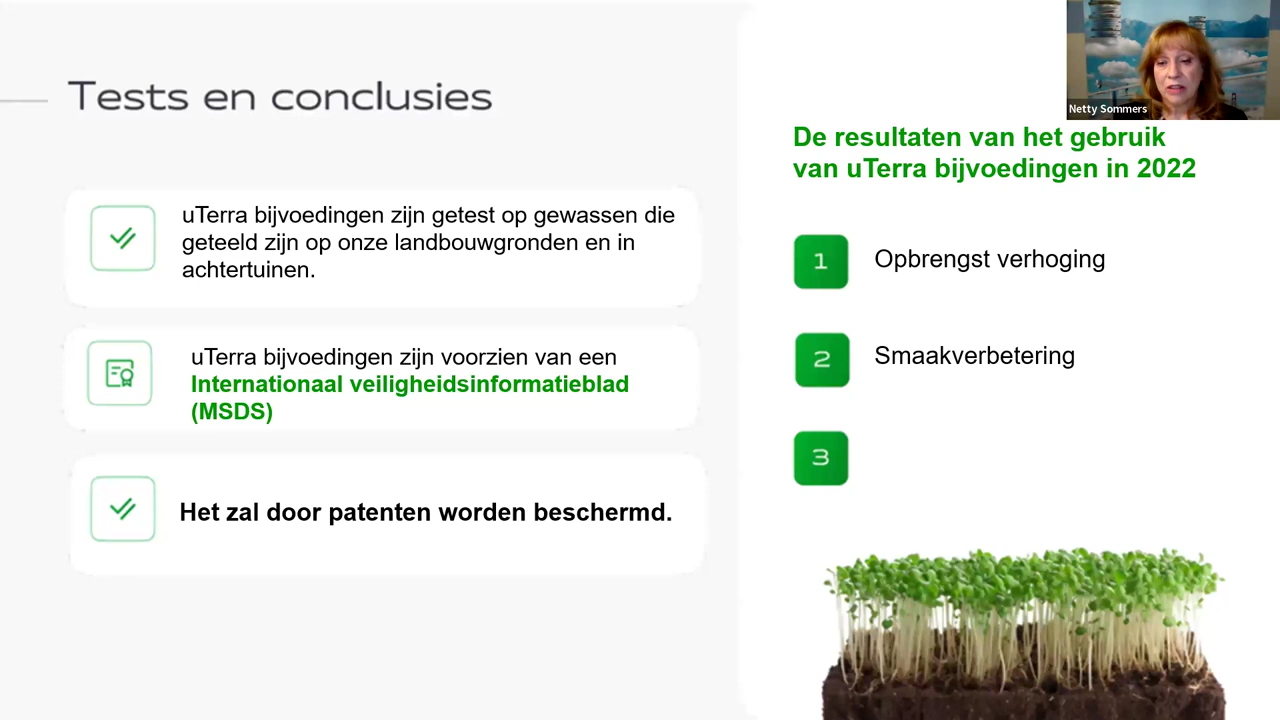 Tests en conclusies
uTerra bijvoedingen zijn getest op gewassen die
geteeld zijn op onze landbouwgronden en in
achtertuinen.
uTerra bijvoedingen zijn voorzien van een
Internationaal veiligheidsinformatieblad
(MSDS)
Het zal door patenten worden beschermd.
Netty Sommers
De resultaten van het gebruik
van uTerra bijvoedingen in 2022
1 Opbrengst verhoging
2 Smaakverbetering
3